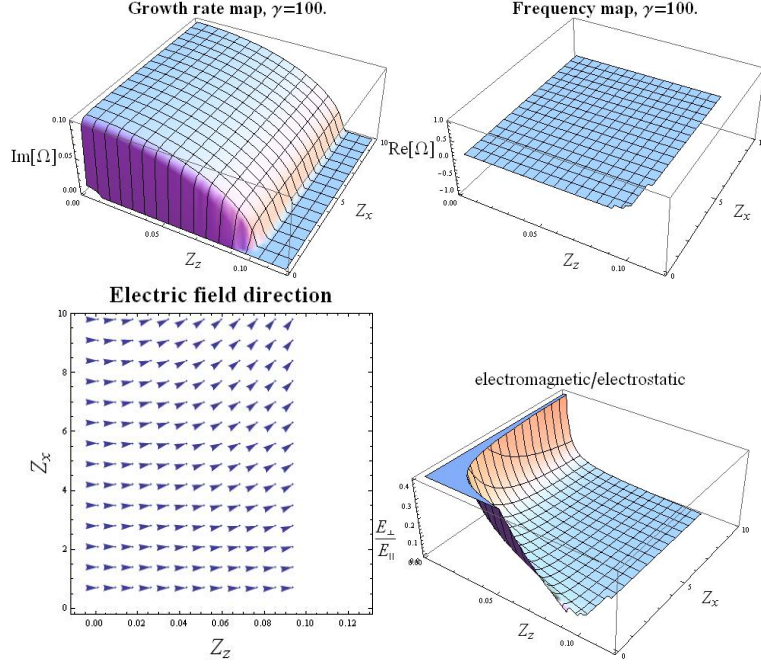 Growth rate map, γ=100.
0.10
Im[Ω] 0.05
0.00
0.00
0.05
Z_z
0.10
0
5
Z_x
10
Frequency map, γ=100.
1.0
0.5
Re[Ω] 0.0
-0.5
-1.0
0.00
0.05
Z_z
0.10
0
5
Z_x
Electric field direction
10
8
6
Z_x
4
2
0
0.00 0.02 0.04 0.06 0.08 0.10 0.12
Z_z
electromagnetic/electrostatic
0.4
0.3
0.2
E_⊥/E_∥ 0.1
0.05
Z_z
0.10
0
5
Z_x
10